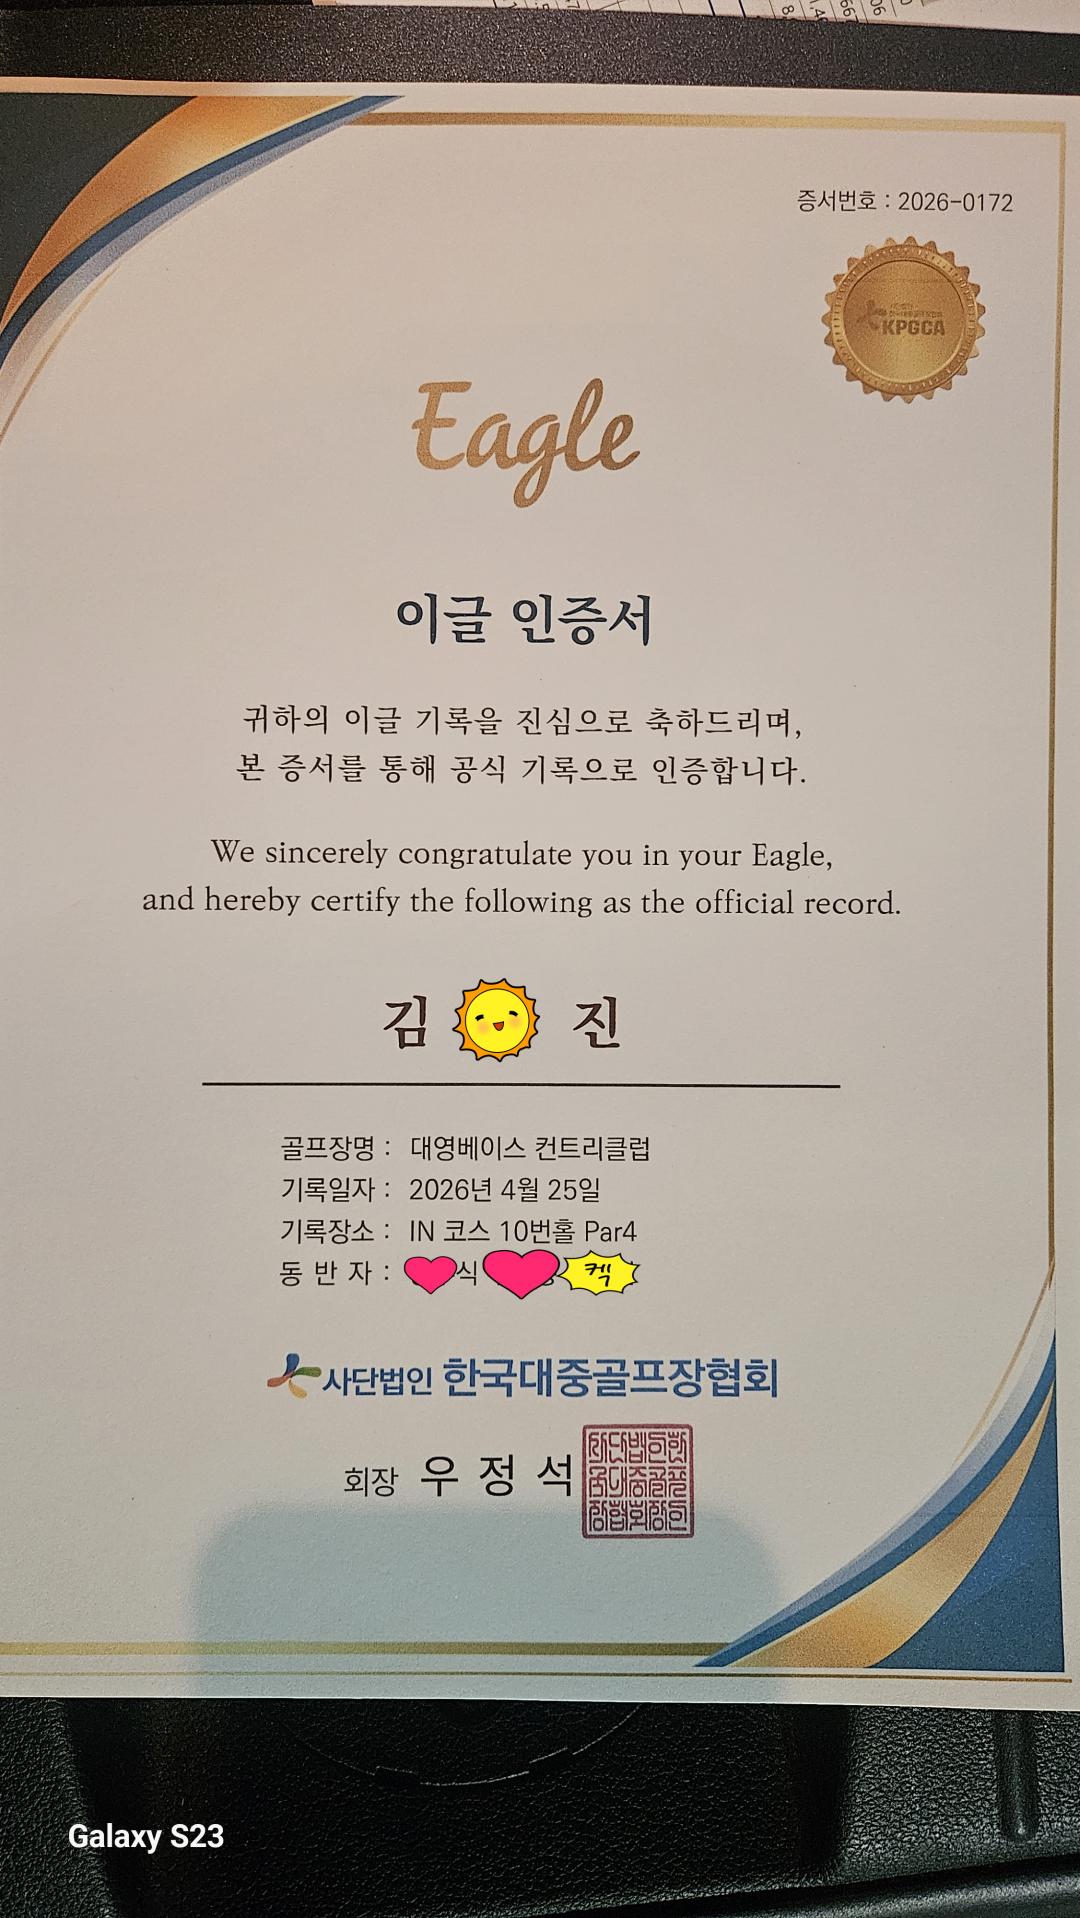 증서번호 : 2026-0172
KPGCA
Eagle
이글 인증서
귀하의 이글 기록을 진심으로 축하드리며,
본 증서를 통해 공식 기록으로 인증합니다.
We sincerely congratulate you in your Eagle,
and hereby certify the following as the official record.
김 진
골프장명 : 대영베이스 컨트리클럽
기록일자 : 2026년 4월 25일
기록장소 : IN 코스 10번홀 Par4
동 반 자 : 식 켁
사단법인 한국대중골프장협회
회장 우 정 석
Galaxy S23